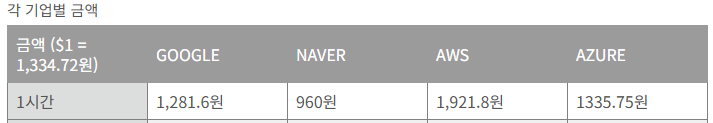 각 기업별 금액
금액 ($1 =
1,334.72원) GOOGLE NAVER AWS AZURE
1시간 1,281.6원 960원 1,921.8원 1335.75원